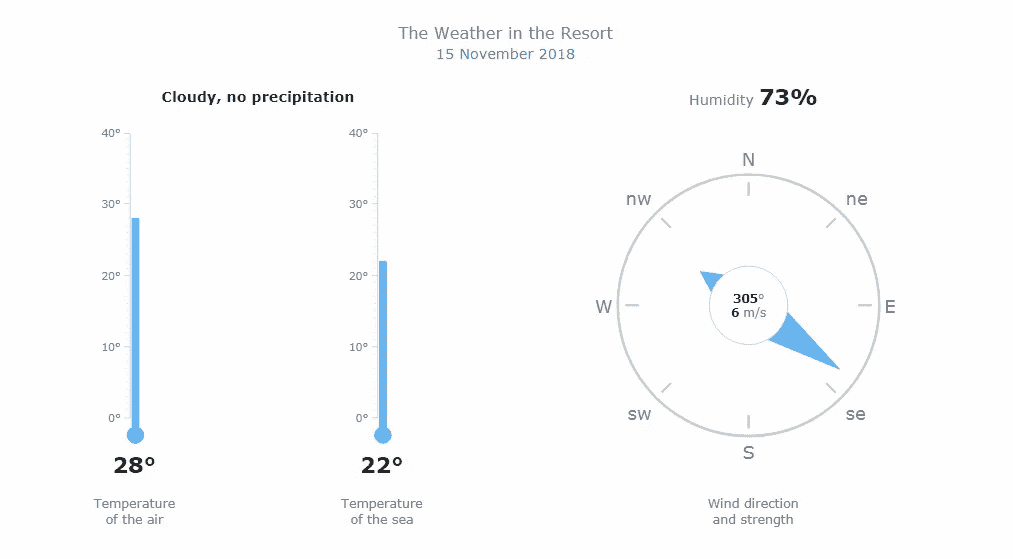 The Weather in the Resort
15 November 2018
Cloudy, no precipitation
Humidity 73%
40°
30°
20°
10°
0°
28°
Temperature
of the air
40°
30°
20°
10°
0°
22°
Temperature
of the sea
N
nw
ne
W
305°
6 m/s
E
sw
se
S
Wind direction
and strength